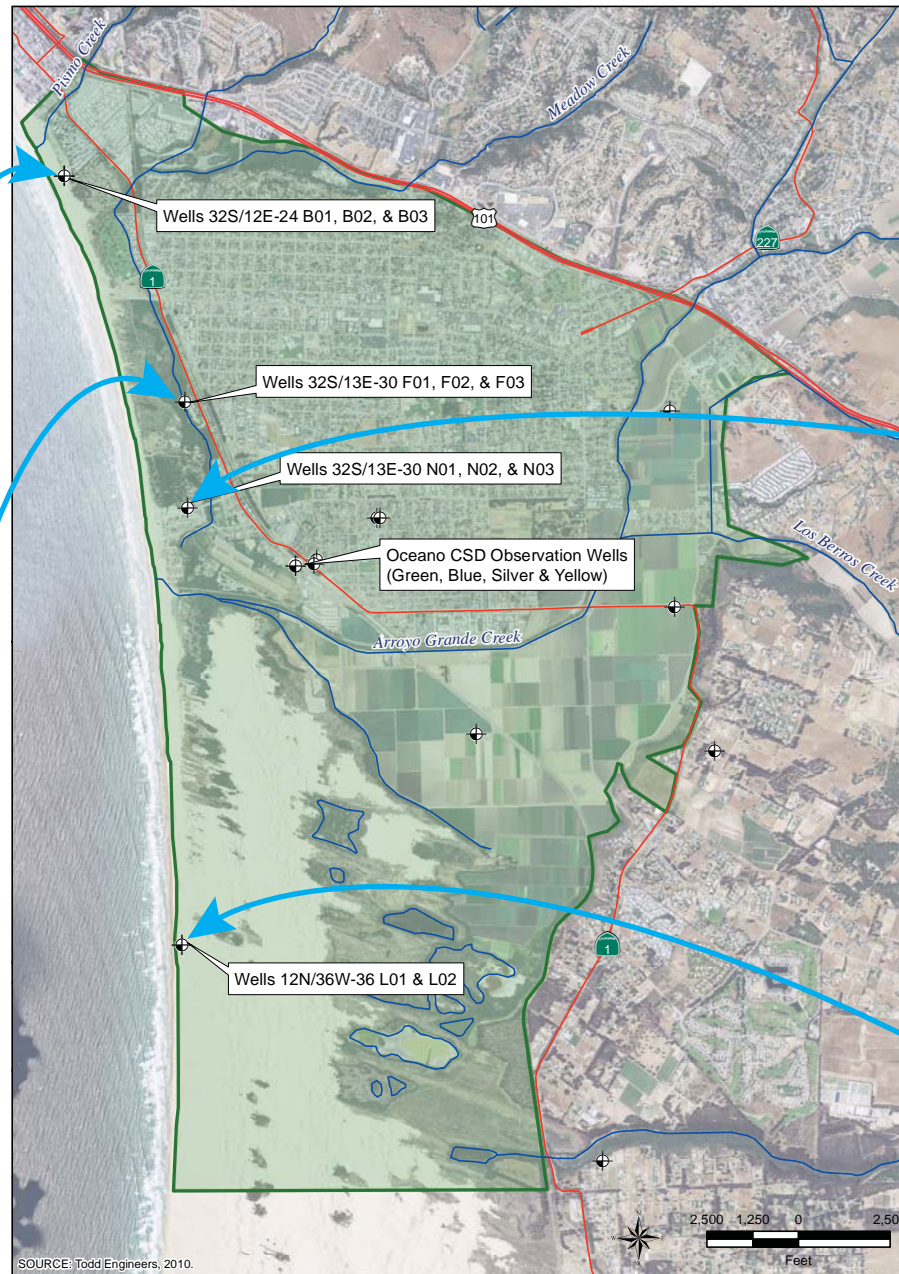 Pismo Creek
Meadow Creek
Wells 32S/12E-24 B01, B02, & B03
101
227
CALIFORNIA
1
Wells 32S/13E-30 F01, F02, & F03
Wells 32S/13E-30 N01, N02, & N03
Los Berros Creek
Oceano CSD Observation Wells
(Green, Blue, Silver & Yellow)
Arroyo Grande Creek
1
Wells 12N/36W-36 L01 & L02
N
W
E
S
2,500 1,250 0 2,50
Feet
SOURCE: Todd Engineers, 2010.